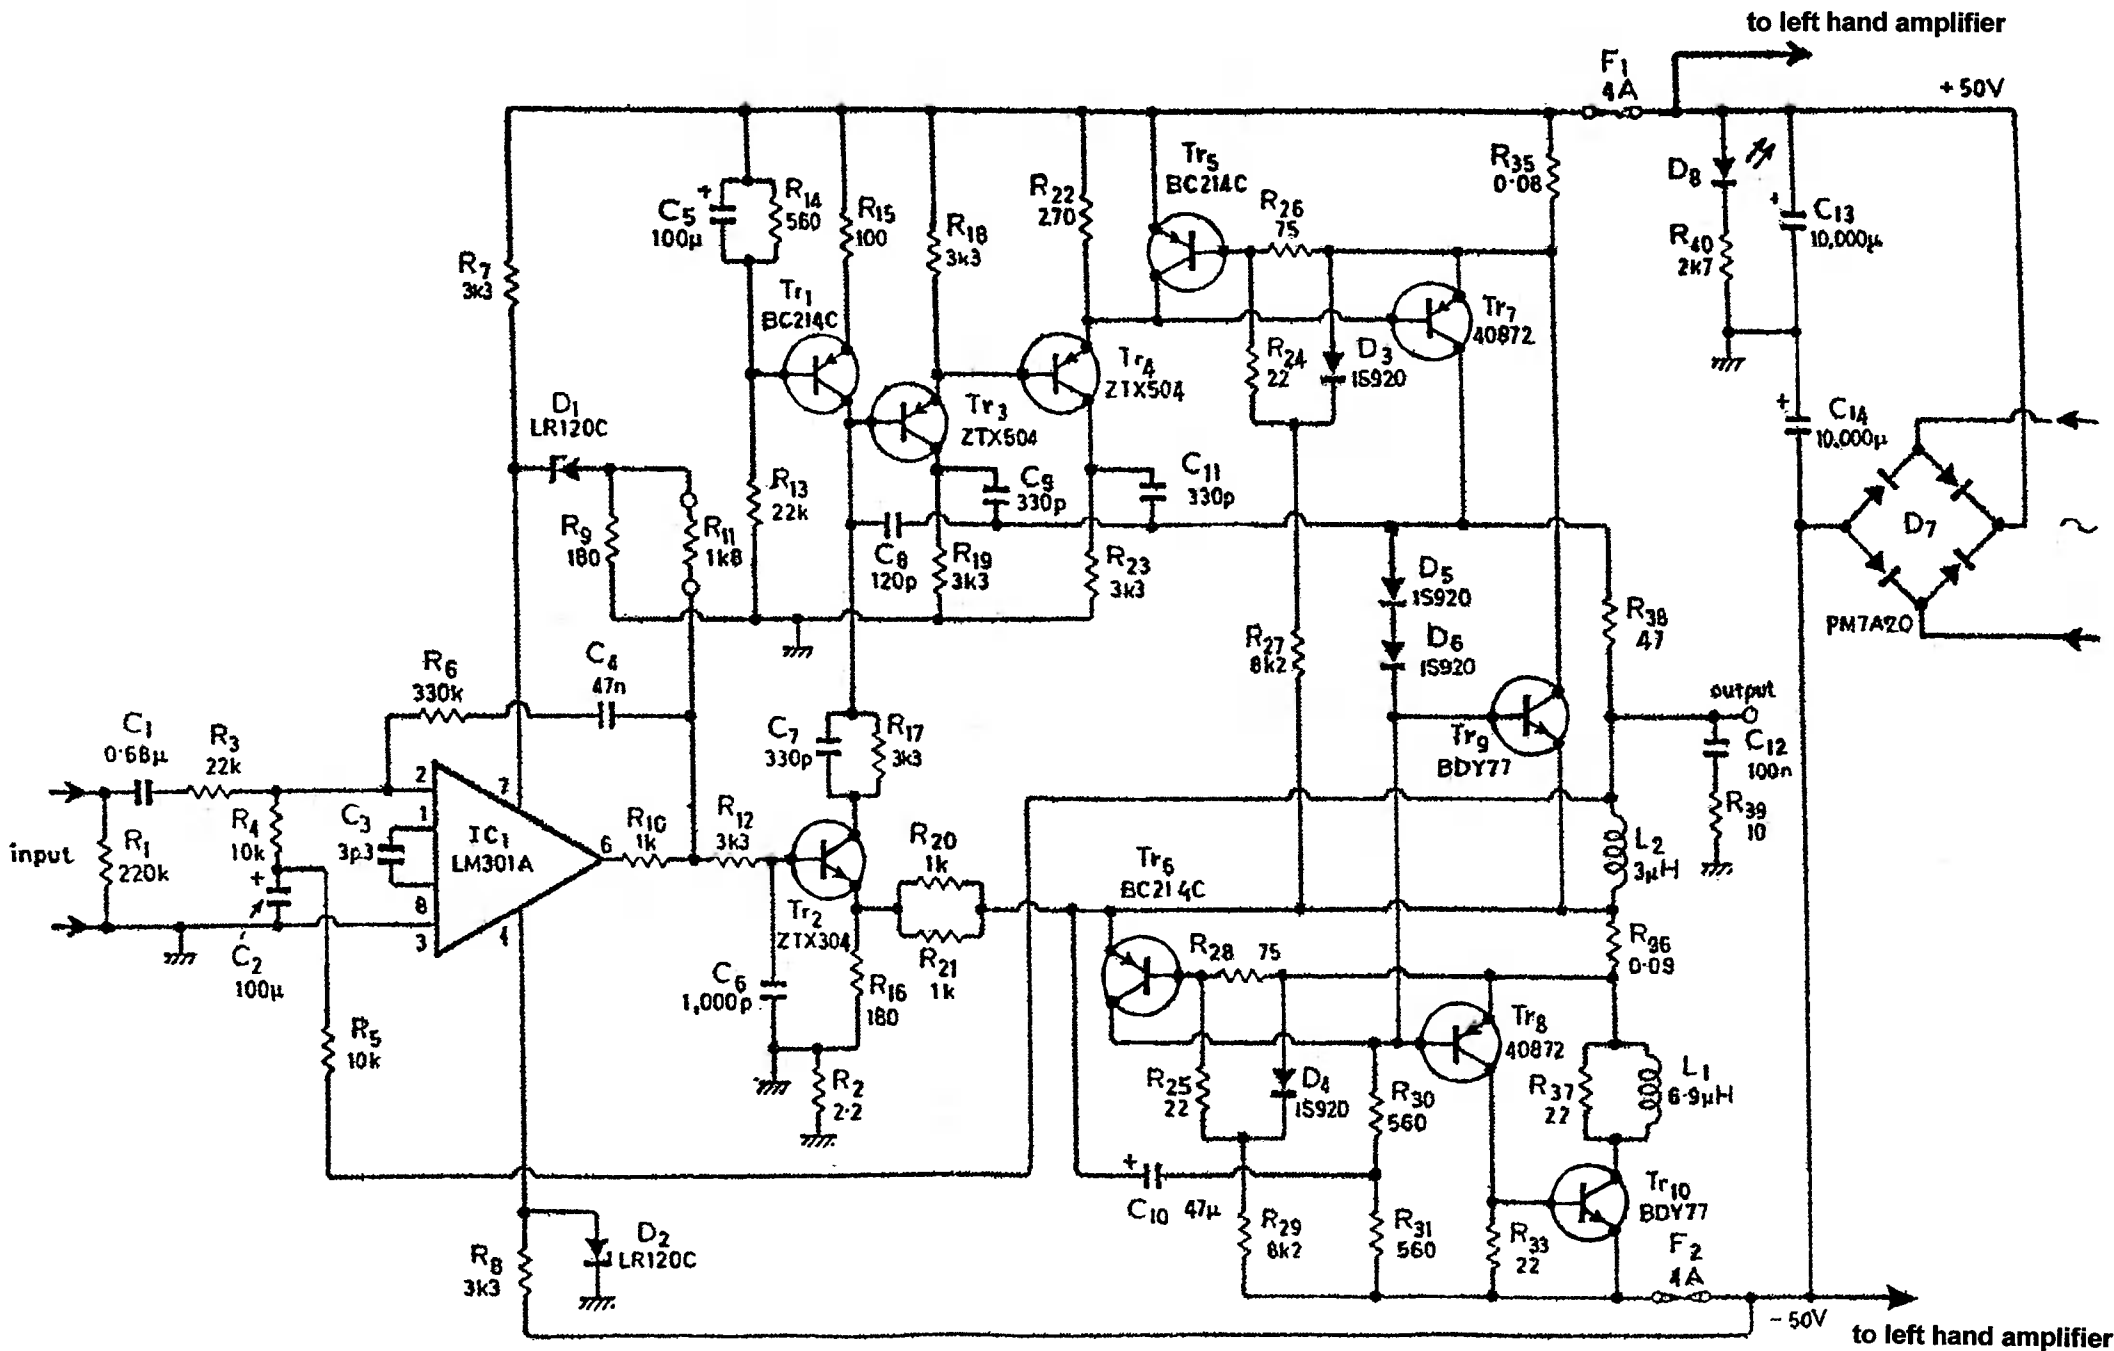 to left hand amplifier
F1
4A
+50V
Tr5
BC214C
R35
0·08
D8
R40
2k7
C13
10,000µ
C5
+
100µ
R14
560
R15
100
R18
3k3
R22
270
R26
75
R7
3k3
Tr1
BC214C
Tr7
40872
R24
22
D3
1S920
Tr4
ZTX504
Tr3
ZTX504
D1
LR120C
+
C14
10,000µ
D7
PM7A20
R9
180
R11
1k8
R13
22k
C9
330p
C11
330p
C8
120p
R19
3k3
R23
3k3
D5
1S920
D6
1S920
R27
8k2
R38
47
R6
330k
C4
47n
C7
330p
R17
3k3
Tr9
BDY77
output
C12
100n
R39
10
C1
0·68µ
R3
22k
R4
10k
C3
3p3
2
1
8
3
7
4
6
IC1
LM301A
input
R1
220k
+
C2
100µ
R10
1k
R12
3k3
Tr2
ZTX304
R20
1k
R21
1k
Tr6
BC214C
L2
3µH
R36
0·09
R5
10k
C6
1,000p
R16
180
R2
2·2
R28
75
Tr8
40872
R25
22
D4
1S920
R30
560
R37
22
L1
6·9µH
+
C10
47µ
R29
8k2
R31
560
R33
22
Tr10
BDY77
F2
4A
R8
3k3
D2
LR120C
- 50V
to left hand amplifier